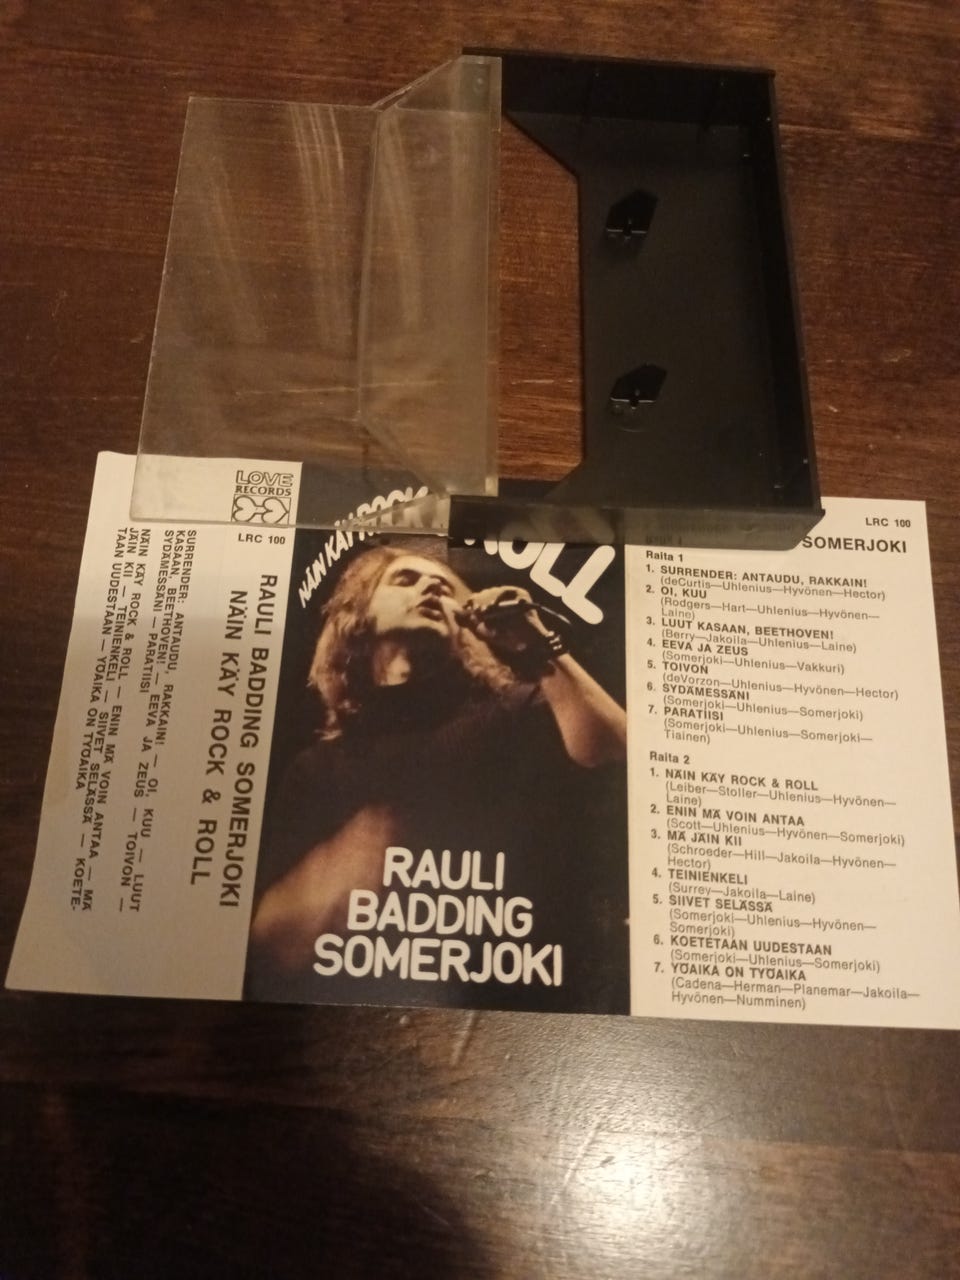 LOVE
RECORDS
LRC 100
RAULI BADDING SOMERJOKI
NÄIN KÄY ROCK & ROLL
SURRENDER: ANTAUDU, RAKKAIN! — OI, KUU — LUUT
KASAAN, BEETHOVEN! — EEVA JA ZEUS — TOIVON —
SYDÄMESSÄNI — PARATIISI
NÄIN KÄY ROCK & ROLL — ENIN MÄ VOIN ANTAA — MÄ
JÄIN KII — TEINIENKELI — SIIVET SELÄSSÄ — KOETE-
TAAN UUDESTAAN — YÖAIKA ON TYÖAIKA
NÄIN KÄY ROCK
ROLL
RAULI
BADDING
SOMERJOKI
LRC 100
SOMERJOKI
Raita 1
1. SURRENDER: ANTAUDU, RAKKAIN!
(deCurtis—Uhlenius—Hyvönen—Hector)
2. OI, KUU
(Rodgers—Hart—Uhlenius—Hyvönen—
Laine)
3. LUUT KASAAN, BEETHOVEN!
(Berry—Jakoila—Uhlenius—Laine)
4. EEVA JA ZEUS
(Somerjoki—Uhlenius—Vakkuri)
5. TOIVON
(deVorzon—Uhlenius—Hyvönen—Hector)
6. SYDÄMESSÄNI
(Somerjoki—Uhlenius—Somerjoki)
7. PARATIISI
(Somerjoki—Uhlenius—Somerjoki—
Tiainen)
Raita 2
1. NÄIN KÄY ROCK & ROLL
(Leiber—Stoller—Uhlenius—Hyvönen—
Laine)
2. ENIN MÄ VOIN ANTAA
(Scott—Uhlenius—Hyvönen—Somerjoki)
3. MÄ JÄIN KII
(Schroeder—Hill—Jakoila—Hyvönen—
Hector)
4. TEINIENKELI
(Surrey—Jakoila—Laine)
5. SIIVET SELÄSSÄ
(Somerjoki—Uhlenius—Hyvönen—
Somerjoki)
6. KOETETAAN UUDESTAAN
(Somerjoki—Uhlenius—Somerjoki)
7. YÖAIKA ON TYÖAIKA
(Cadena—Herman—Planemar—Jakoila—
Hyvönen—Numminen)